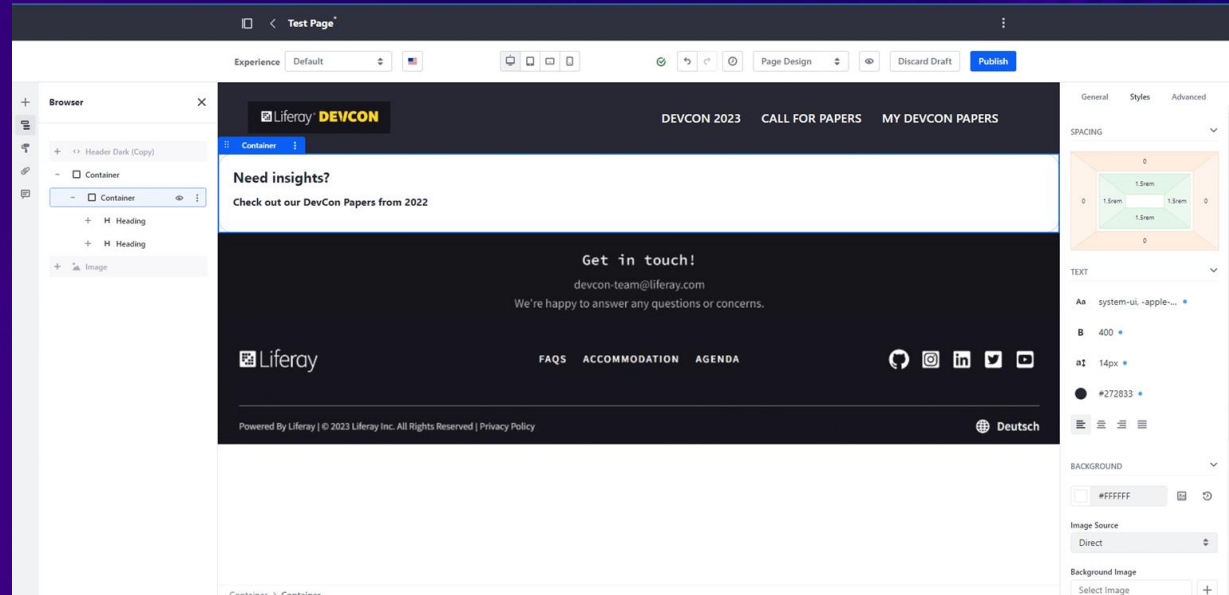 Test Page*
Experience Default
Page Design
Discard Draft
Publish
Browser
Header Dark (Copy)
Container
Container
H Heading
H Heading
Image
Liferay DEVCON
DEVCON 2023 CALL FOR PAPERS MY DEVCON PAPERS
Container
Need insights?
Check out our DevCon Papers from 2022
Get in touch!
devcon-team@liferay.com
We're happy to answer any questions or concerns.
Liferay
FAQS ACCOMMODATION AGENDA
Powered By Liferay | © 2023 Liferay Inc. All Rights Reserved | Privacy Policy
Deutsch
Container > Container
General Styles Advanced
SPACING
0
1.5rem
0 1.5rem 1.5rem 0
1.5rem
0
TEXT
Aa system-ui, -apple-...
B 400
14px
#272833
BACKGROUND
#FFFFFF
Image Source
Direct
Background Image
Select Image